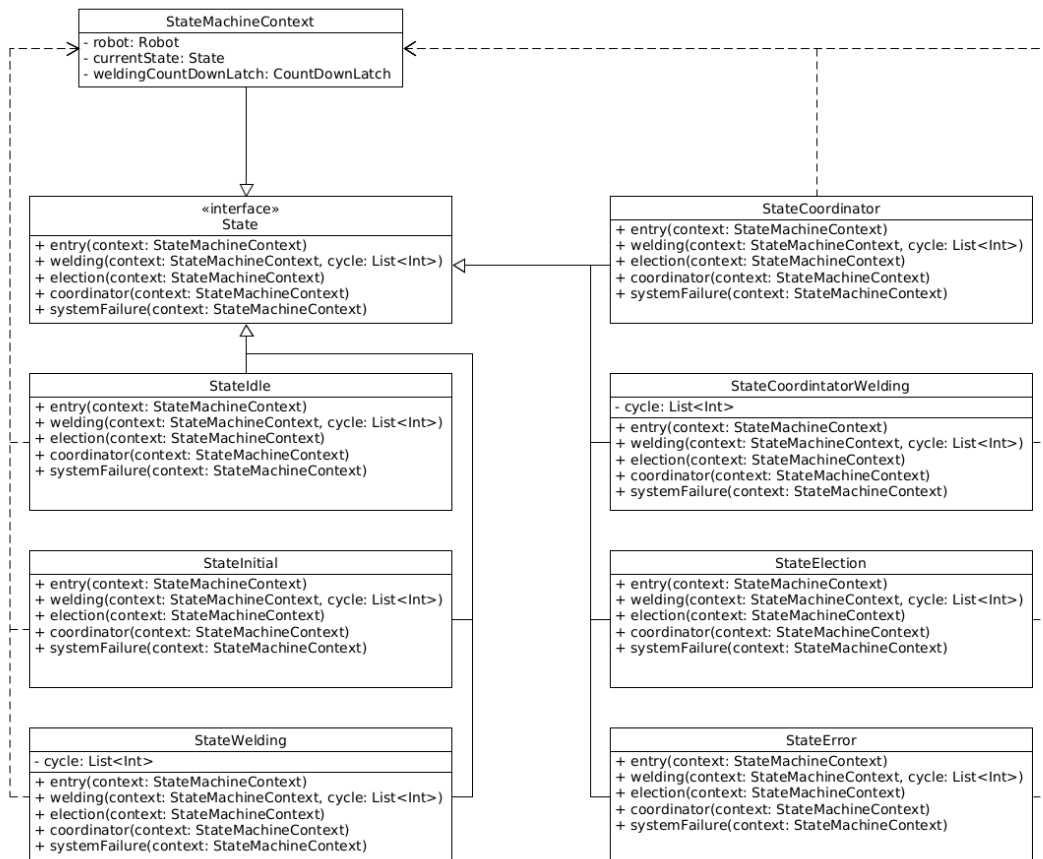 StateMachineContext
- robot: Robot
- currentState: State
- weldingCountDownLatch: CountDownLatch
«interface»
State
+ entry(context: StateMachineContext)
+ welding(context: StateMachineContext, cycle: List<Int>)
+ election(context: StateMachineContext)
+ coordinator(context: StateMachineContext)
+ systemFailure(context: StateMachineContext)
StateCoordinator
+ entry(context: StateMachineContext)
+ welding(context: StateMachineContext, cycle: List<Int>)
+ election(context: StateMachineContext)
+ coordinator(context: StateMachineContext)
+ systemFailure(context: StateMachineContext)
StateIdle
+ entry(context: StateMachineContext)
+ welding(context: StateMachineContext, cycle: List<Int>)
+ election(context: StateMachineContext)
+ coordinator(context: StateMachineContext)
+ systemFailure(context: StateMachineContext)
StateCoordintatorWelding
- cycle: List<Int>
+ entry(context: StateMachineContext)
+ welding(context: StateMachineContext, cycle: List<Int>)
+ election(context: StateMachineContext)
+ coordinator(context: StateMachineContext)
+ systemFailure(context: StateMachineContext)
StateInitial
+ entry(context: StateMachineContext)
+ welding(context: StateMachineContext, cycle: List<Int>)
+ election(context: StateMachineContext)
+ coordinator(context: StateMachineContext)
+ systemFailure(context: StateMachineContext)
StateElection
+ entry(context: StateMachineContext)
+ welding(context: StateMachineContext, cycle: List<Int>)
+ election(context: StateMachineContext)
+ coordinator(context: StateMachineContext)
+ systemFailure(context: StateMachineContext)
StateWelding
- cycle: List<Int>
+ entry(context: StateMachineContext)
+ welding(context: StateMachineContext, cycle: List<Int>)
+ election(context: StateMachineContext)
+ coordinator(context: StateMachineContext)
+ systemFailure(context: StateMachineContext)
StateError
+ entry(context: StateMachineContext)
+ welding(context: StateMachineContext, cycle: List<Int>)
+ election(context: StateMachineContext)
+ coordinator(context: StateMachineContext)
+ systemFailure(context: StateMachineContext)